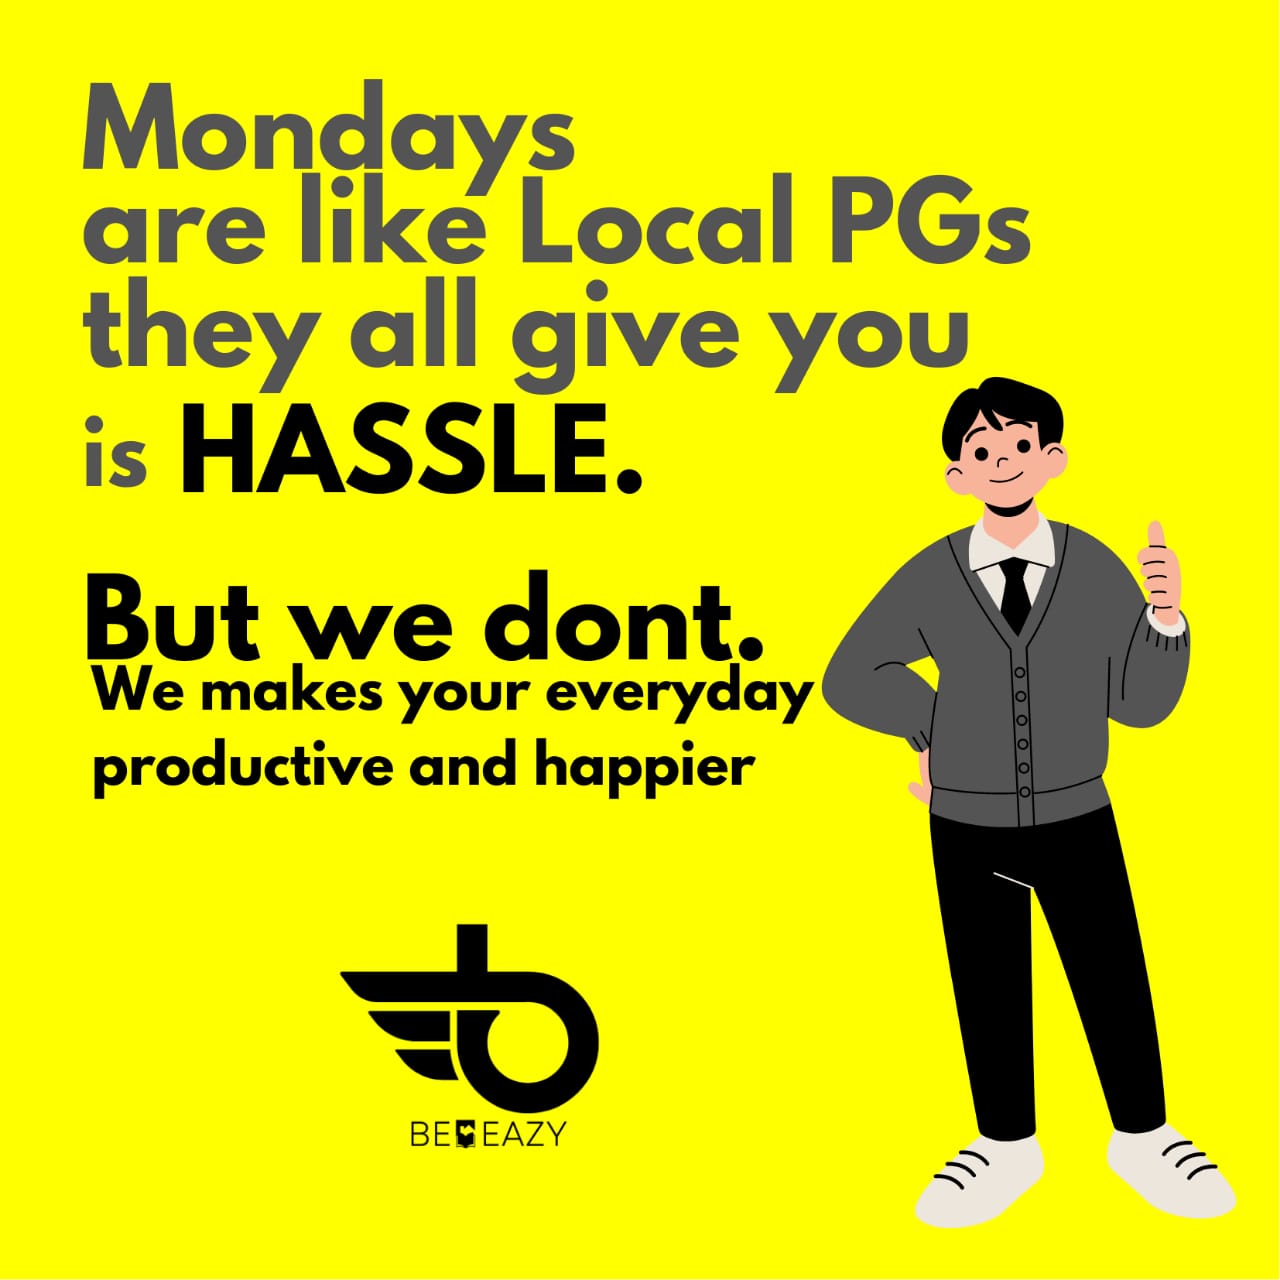 Mondays
are like Local PGs
they all give you
is HASSLE.
But we dont.
We makes your everyday
productive and happier
BE EAZY